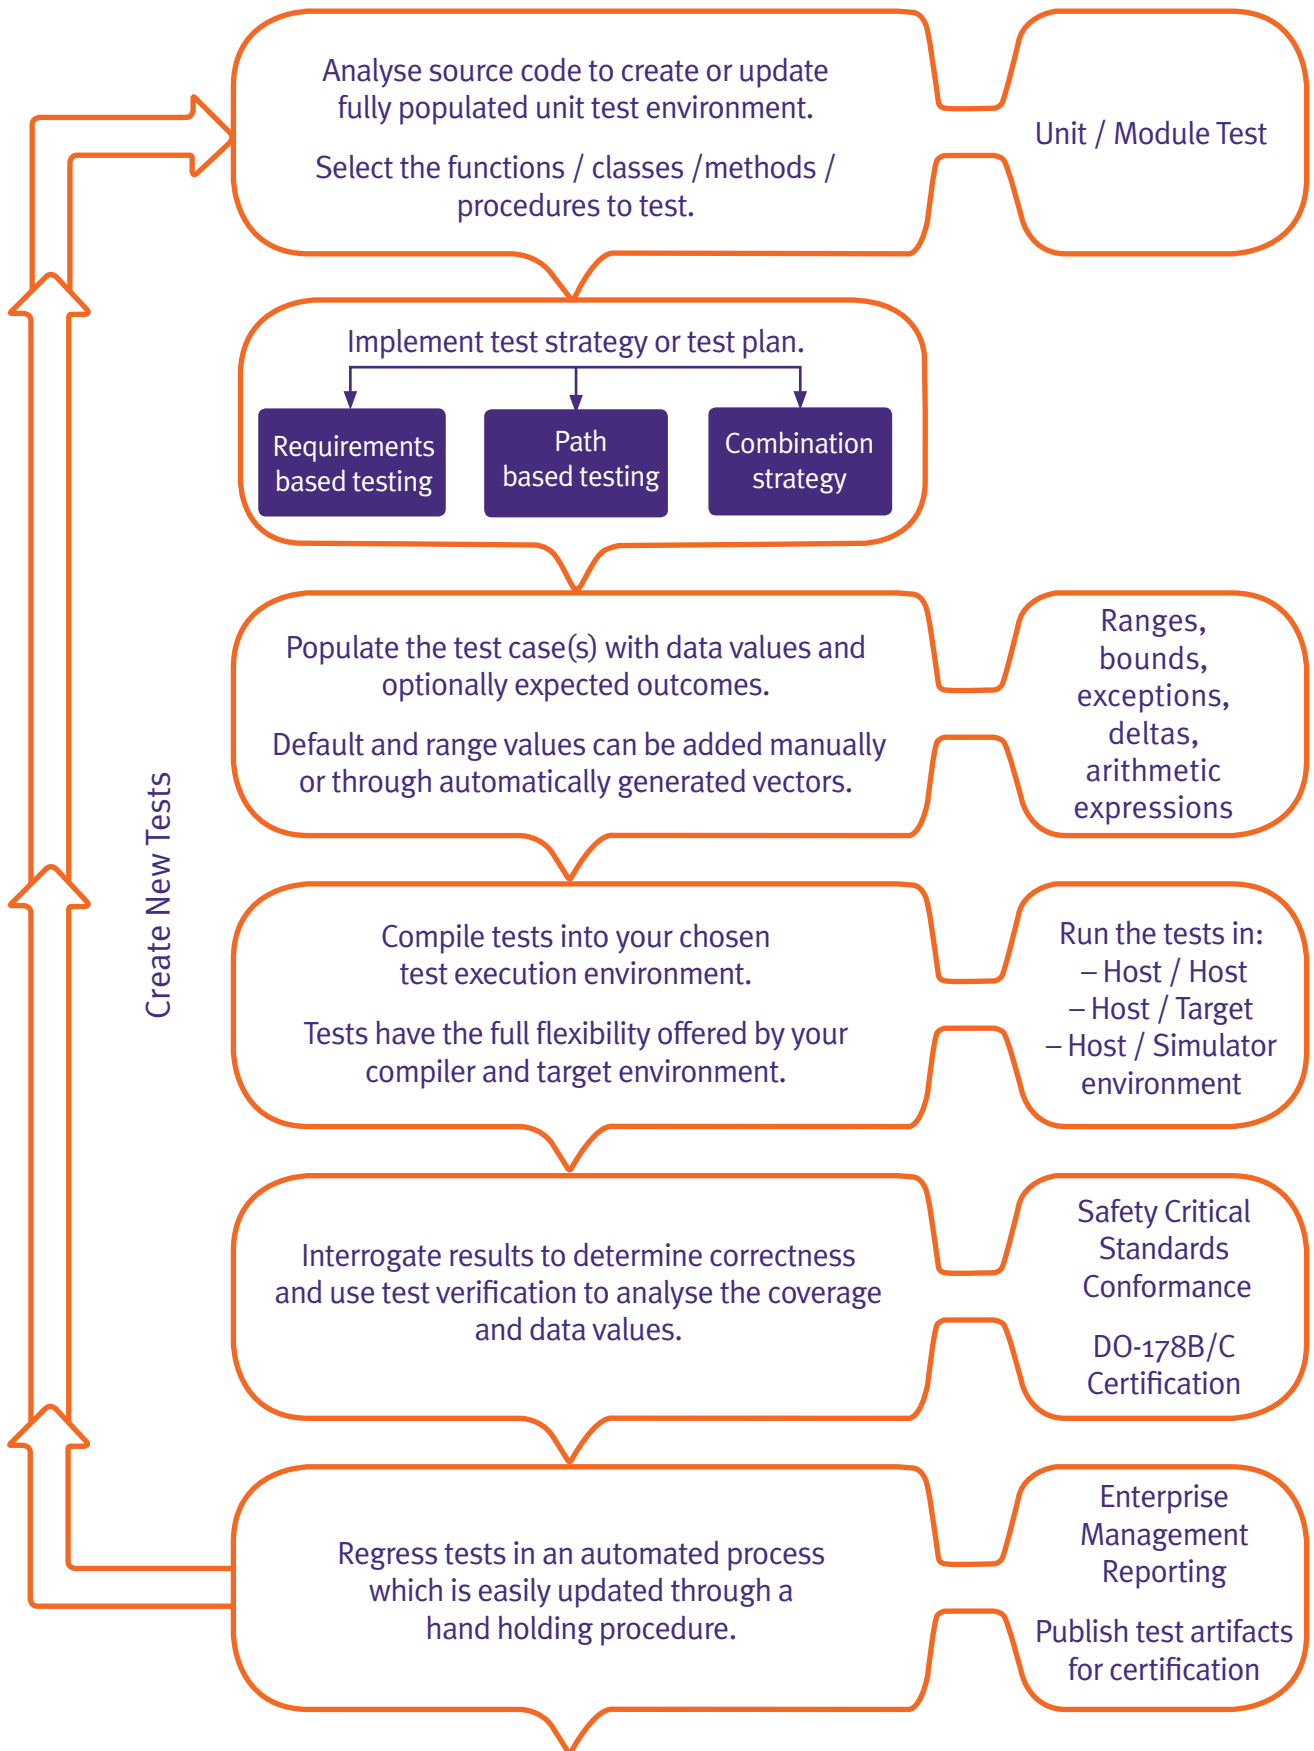 Analyse source code to create or update
fully populated unit test environment.
Select the functions / classes /methods /
procedures to test.
Unit / Module Test
Implement test strategy or test plan.
Requirements
based testing
Path
based testing
Combination
strategy
Populate the test case(s) with data values and
optionally expected outcomes.
Default and range values can be added manually
or through automatically generated vectors.
Ranges,
bounds,
exceptions,
deltas,
arithmetic
expressions
Create New Tests
Compile tests into your chosen
test execution environment.
Tests have the full flexibility offered by your
compiler and target environment.
Run the tests in:
– Host / Host
– Host / Target
– Host / Simulator
environment
Interrogate results to determine correctness
and use test verification to analyse the coverage
and data values.
Safety Critical
Standards
Conformance
DO-178B/C
Certification
Regress tests in an automated process
which is easily updated through a
hand holding procedure.
Enterprise
Management
Reporting
Publish test artifacts
for certification